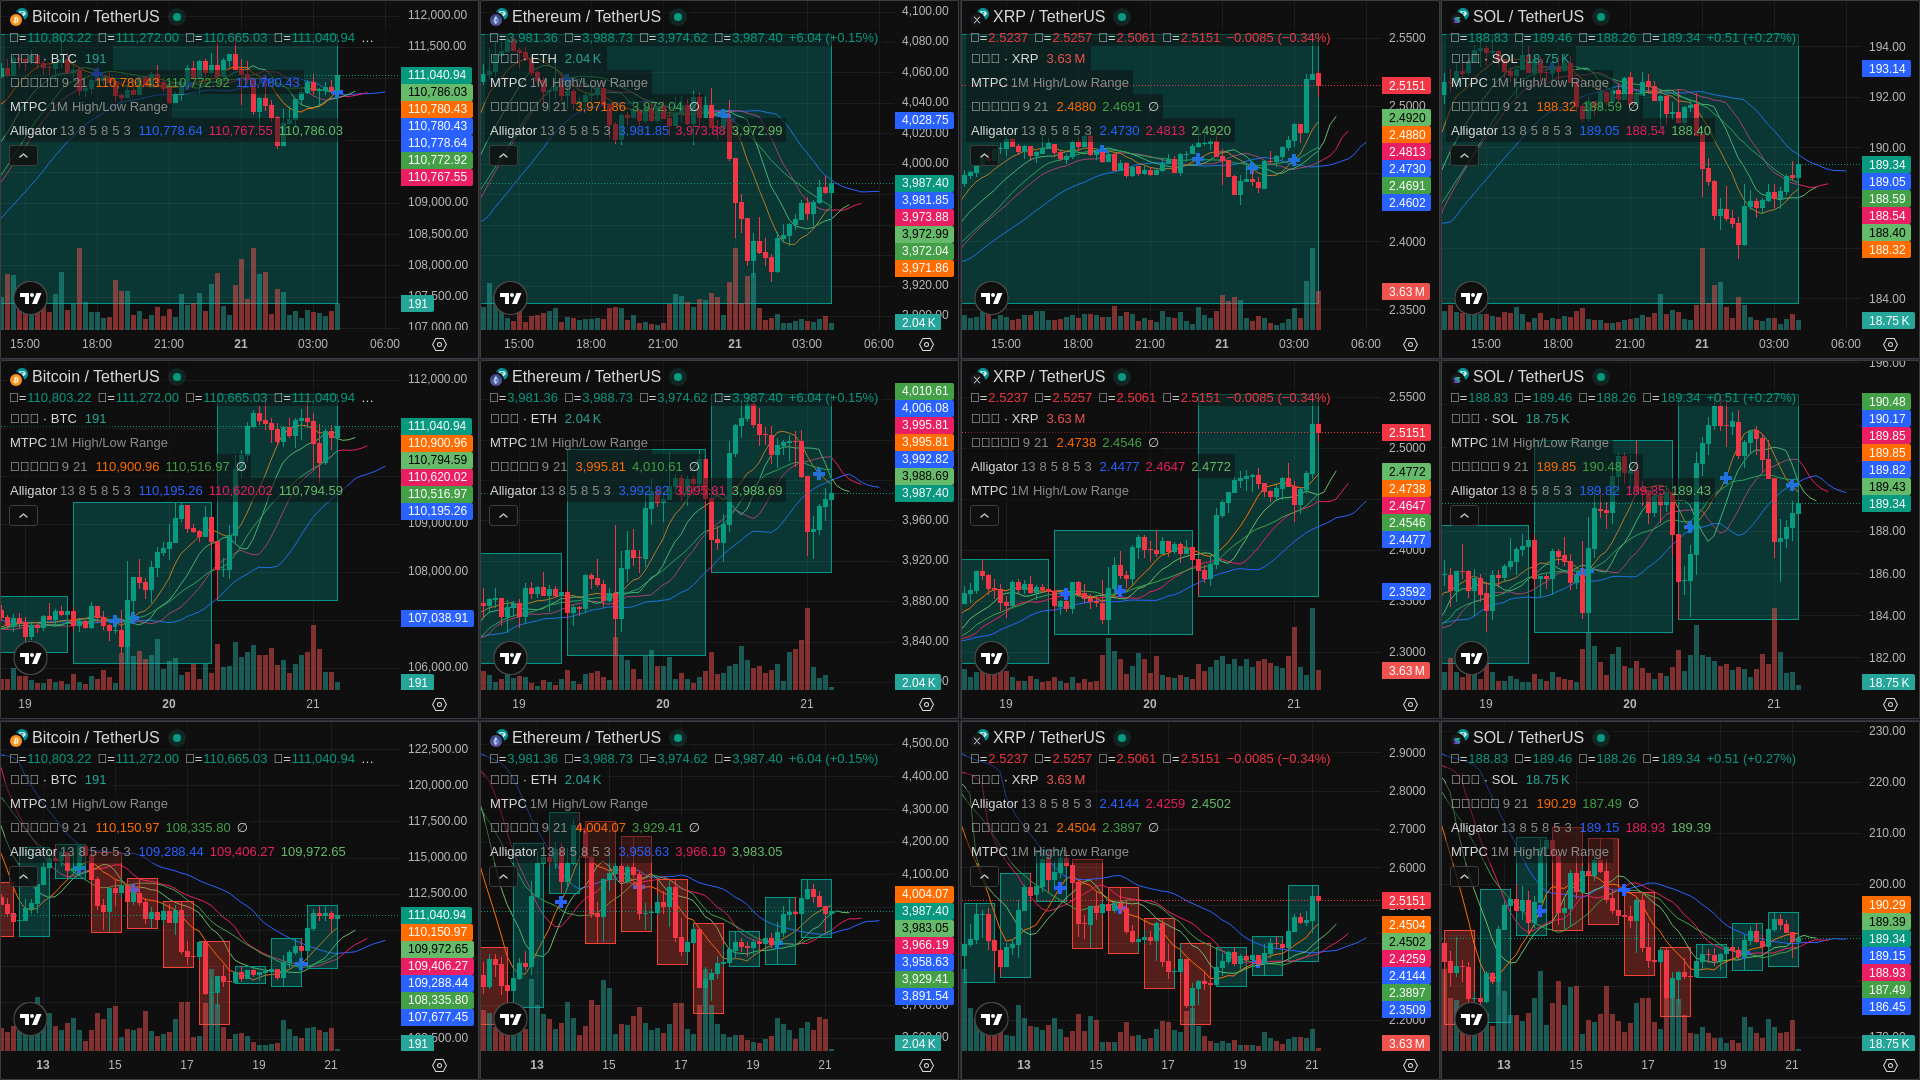 Bitcoin / TetherUS
=110,803.22 =111,272.00 =110,665.03 =111,040.94 …
· BTC 191
9 21 110,780.43 110,772.92 110,780.43
MTPC 1M High/Low Range
Alligator 13 8 5 8 5 3 110,778.64 110,767.55 110,786.03
112,000.00
111,500.00
111,040.94
110,786.03
110,780.43
110,780.43
110,778.64
110,772.92
110,767.55
109,000.00
108,500.00
108,000.00
107,500.00
191
107,000.00
15:00 18:00 21:00 21 03:00 06:00
Ethereum / TetherUS
=3,981.36 =3,988.73 =3,974.62 =3,987.40 +6.04 (+0.15%)
· ETH 2.04 K
MTPC 1M High/Low Range
9 21 3,971.86 3,972.04 ∅
Alligator 13 8 5 8 5 3 3,981.85 3,973.88 3,972.99
4,100.00
4,080.00
4,060.00
4,040.00
4,028.75
4,020.00
4,000.00
3,987.40
3,981.85
3,973.88
3,972.99
3,972.04
3,971.86
3,920.00
2.04 K
15:00 18:00 21:00 21 03:00 06:00
XRP / TetherUS
=2.5237 =2.5257 =2.5061 =2.5151 −0.0085 (−0.34%)
· XRP 3.63 M
MTPC 1M High/Low Range
9 21 2.4880 2.4691 ∅
Alligator 13 8 5 8 5 3 2.4730 2.4813 2.4920
2.5500
2.5151
2.5000
2.4920
2.4880
2.4813
2.4730
2.4691
2.4602
2.4000
3.63 M
2.3500
15:00 18:00 21:00 21 03:00 06:00
SOL / TetherUS
=188.83 =189.46 =188.26 =189.34 +0.51 (+0.27%)
· SOL 18.75 K
MTPC 1M High/Low Range
9 21 188.32 188.59 ∅
Alligator 13 8 5 8 5 3 189.05 188.54 188.40
194.00
193.14
192.00
190.00
189.34
189.05
188.59
188.54
188.40
188.32
184.00
18.75 K
15:00 18:00 21:00 21 03:00 06:00
Bitcoin / TetherUS
=110,803.22 =111,272.00 =110,665.03 =111,040.94 …
· BTC 191
MTPC 1M High/Low Range
9 21 110,900.96 110,516.97 ∅
Alligator 13 8 5 8 5 3 110,195.26 110,620.02 110,794.59
112,000.00
111,040.94
110,900.96
110,794.59
110,620.02
110,516.97
110,195.26
109,000.00
108,000.00
107,038.91
106,000.00
191
19 20 21
Ethereum / TetherUS
=3,981.36 =3,988.73 =3,974.62 =3,987.40 +6.04 (+0.15%)
· ETH 2.04 K
MTPC 1M High/Low Range
9 21 3,995.81 4,010.61 ∅
Alligator 13 8 5 8 5 3 3,992.82 3,995.81 3,988.69
4,010.61
4,006.08
3,995.81
3,995.81
3,992.82
3,988.69
3,987.40
3,960.00
3,920.00
3,880.00
3,840.00
2.04 K
19 20 21
XRP / TetherUS
=2.5237 =2.5257 =2.5061 =2.5151 −0.0085 (−0.34%)
· XRP 3.63 M
9 21 2.4738 2.4546 ∅
Alligator 13 8 5 8 5 3 2.4477 2.4647 2.4772
MTPC 1M High/Low Range
2.5500
2.5151
2.5000
2.4772
2.4738
2.4647
2.4546
2.4477
2.4000
2.3592
2.3500
2.3000
3.63 M
19 20 21
SOL / TetherUS
=188.83 =189.46 =188.26 =189.34 +0.51 (+0.27%)
· SOL 18.75 K
MTPC 1M High/Low Range
9 21 189.85 190.48 ∅
Alligator 13 8 5 8 5 3 189.82 189.85 189.43
196.00
190.48
190.17
189.85
189.85
189.82
189.43
189.34
188.00
186.00
184.00
182.00
18.75 K
19 20 21
Bitcoin / TetherUS
=110,803.22 =111,272.00 =110,665.03 =111,040.94 …
· BTC 191
MTPC 1M High/Low Range
9 21 110,150.97 108,335.80 ∅
Alligator 13 8 5 8 5 3 109,288.44 109,406.27 109,972.65
122,500.00
120,000.00
117,500.00
115,000.00
112,500.00
111,040.94
110,150.97
109,972.65
109,406.27
109,288.44
108,335.80
107,677.45
191
13 15 17 19 21
Ethereum / TetherUS
=3,981.36 =3,988.73 =3,974.62 =3,987.40 +6.04 (+0.15%)
· ETH 2.04 K
MTPC 1M High/Low Range
9 21 4,004.07 3,929.41 ∅
Alligator 13 8 5 8 5 3 3,958.63 3,966.19 3,983.05
4,500.00
4,400.00
4,300.00
4,200.00
4,100.00
4,004.07
3,987.40
3,983.05
3,966.19
3,958.63
3,929.41
3,891.54
3,700.00
2.04 K
13 15 17 19 21
XRP / TetherUS
=2.5237 =2.5257 =2.5061 =2.5151 −0.0085 (−0.34%)
· XRP 3.63 M
Alligator 13 8 5 8 5 3 2.4144 2.4259 2.4502
9 21 2.4504 2.3897 ∅
MTPC 1M High/Low Range
2.9000
2.8000
2.7000
2.6000
2.5151
2.4504
2.4502
2.4259
2.4144
2.3897
2.3509
2.2000
3.63 M
13 15 17 19 21
SOL / TetherUS
=188.83 =189.46 =188.26 =189.34 +0.51 (+0.27%)
· SOL 18.75 K
9 21 190.29 187.49 ∅
Alligator 13 8 5 8 5 3 189.15 188.93 189.39
MTPC 1M High/Low Range
230.00
220.00
210.00
200.00
190.29
189.39
189.34
189.15
188.93
187.49
186.45
18.75 K
13 15 17 19 21